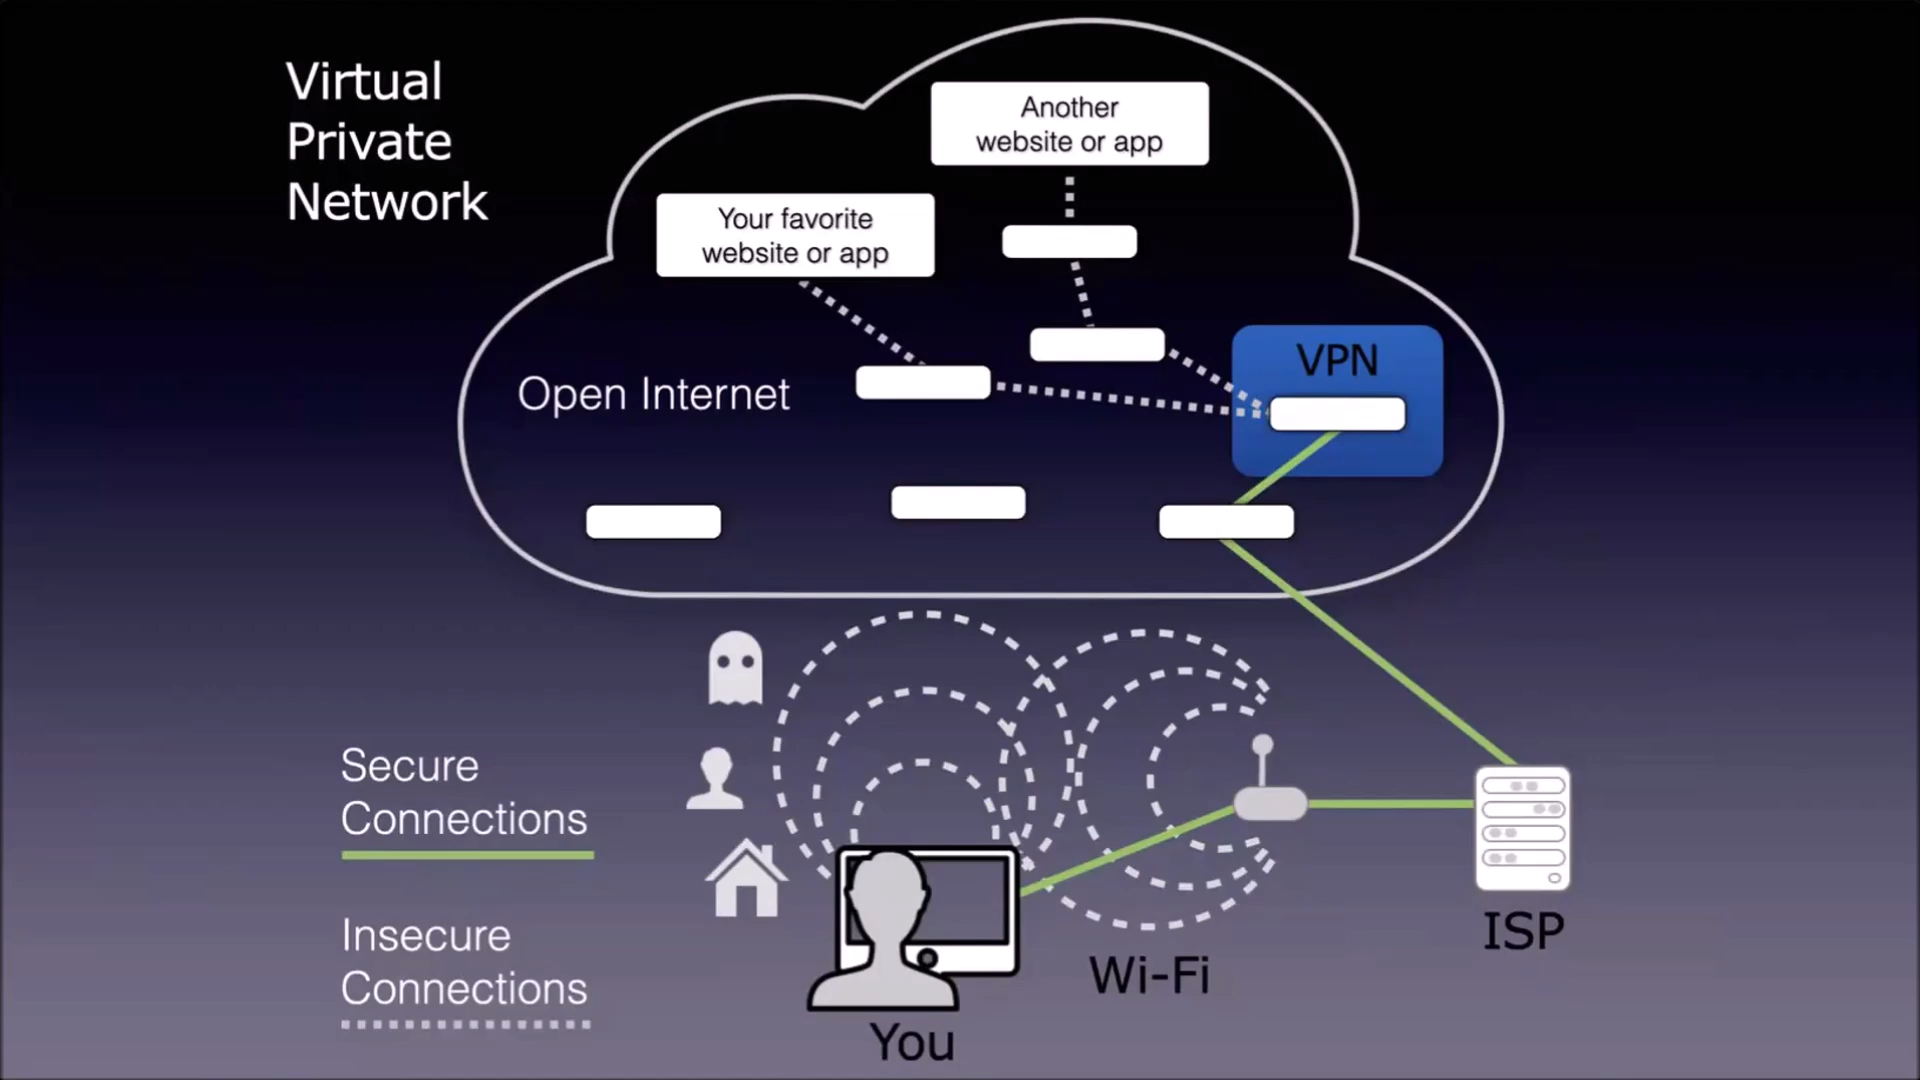 Virtual
Private
Network
Another
website or app
Your favorite
website or app
VPN
Open Internet
Secure
Connections
Insecure
Connections
ISP
Wi-Fi
You